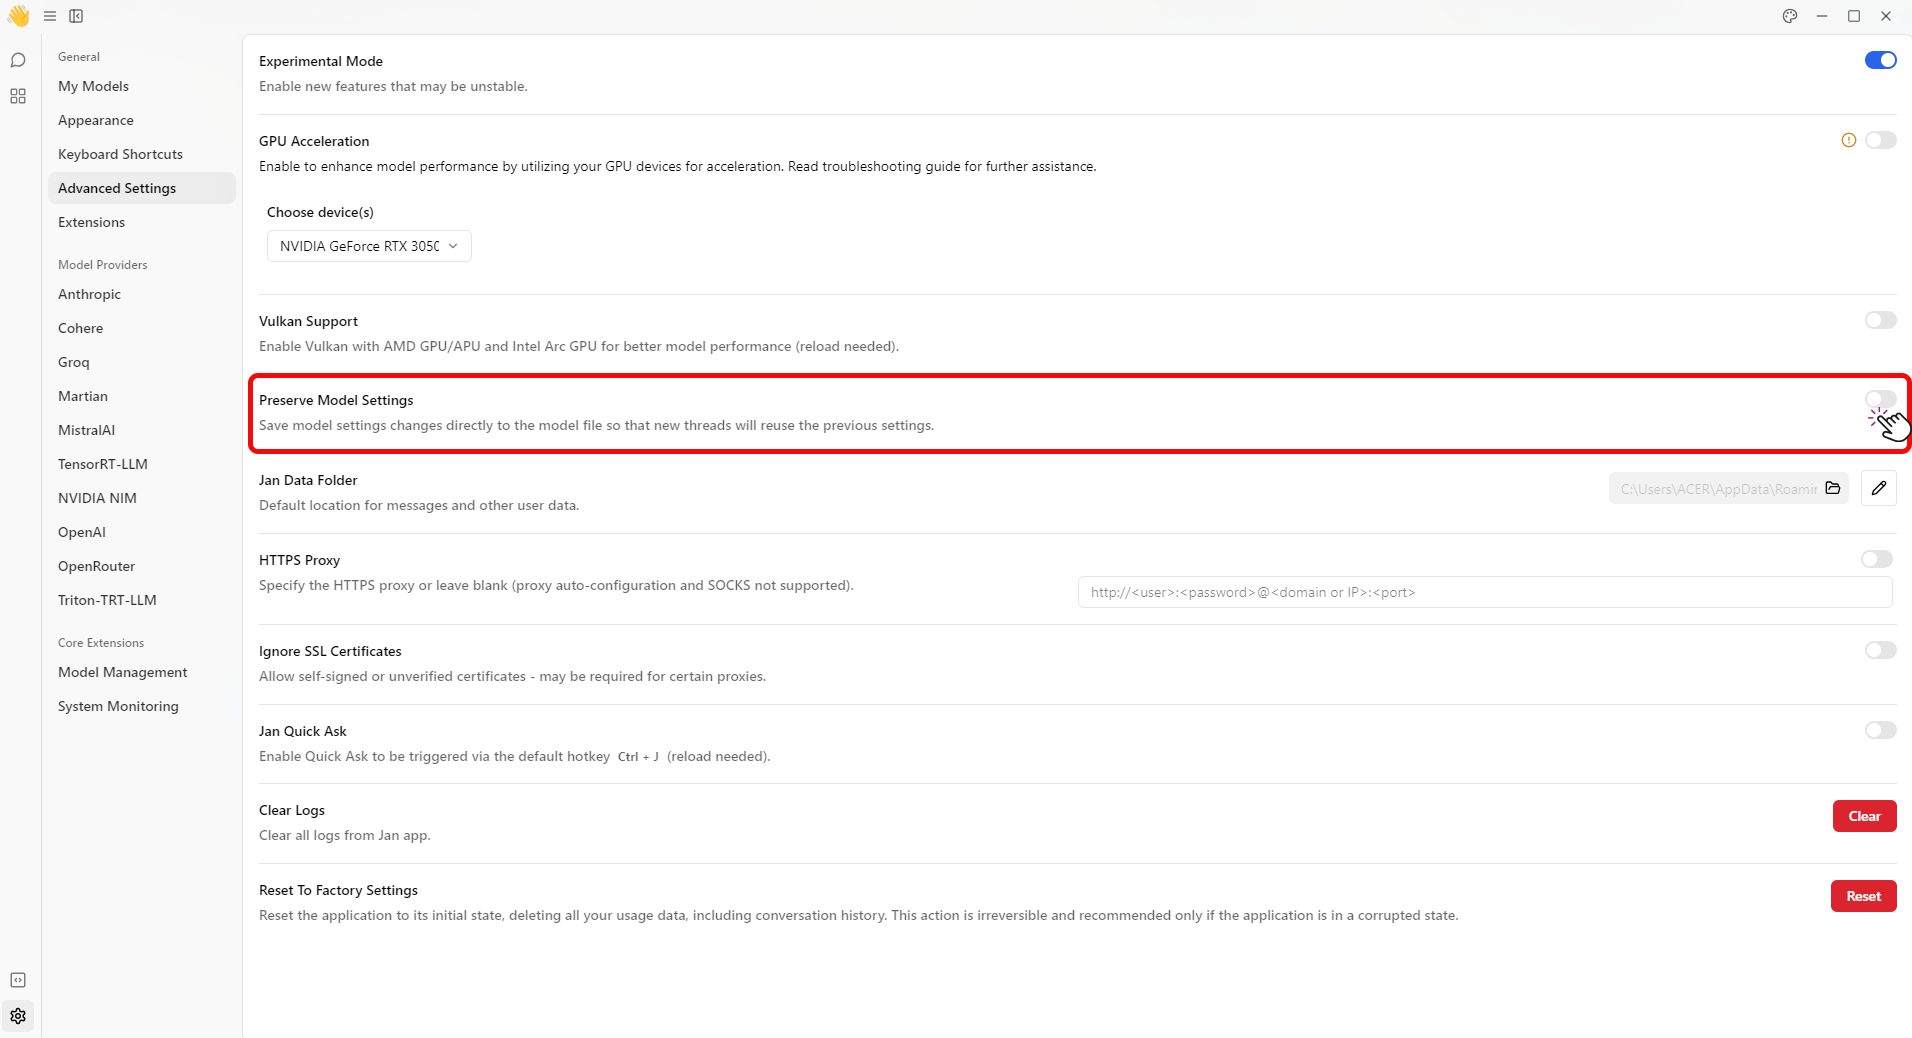 General
My Models
Appearance
Keyboard Shortcuts
Advanced Settings
Extensions
Model Providers
Anthropic
Cohere
Groq
Martian
MistralAI
TensorRT-LLM
NVIDIA NIM
OpenAI
OpenRouter
Triton-TRT-LLM
Core Extensions
Model Management
System Monitoring
Experimental Mode
Enable new features that may be unstable.
GPU Acceleration
Enable to enhance model performance by utilizing your GPU devices for acceleration. Read troubleshooting guide for further assistance.
Choose device(s)
NVIDIA GeForce RTX 3050
Vulkan Support
Enable Vulkan with AMD GPU/APU and Intel Arc GPU for better model performance (reload needed).
Preserve Model Settings
Save model settings changes directly to the model file so that new threads will reuse the previous settings.
Jan Data Folder
Default location for messages and other user data.
C:\Users\ACER\AppData\Roamin
HTTPS Proxy
Specify the HTTPS proxy or leave blank (proxy auto-configuration and SOCKS not supported).
http://<user>:<password>@<domain or IP>:<port>
Ignore SSL Certificates
Allow self-signed or unverified certificates - may be required for certain proxies.
Jan Quick Ask
Enable Quick Ask to be triggered via the default hotkey Ctrl + J (reload needed).
Clear Logs
Clear all logs from Jan app.
Clear
Reset To Factory Settings
Reset the application to its initial state, deleting all your usage data, including conversation history. This action is irreversible and recommended only if the application is in a corrupted state.
Reset